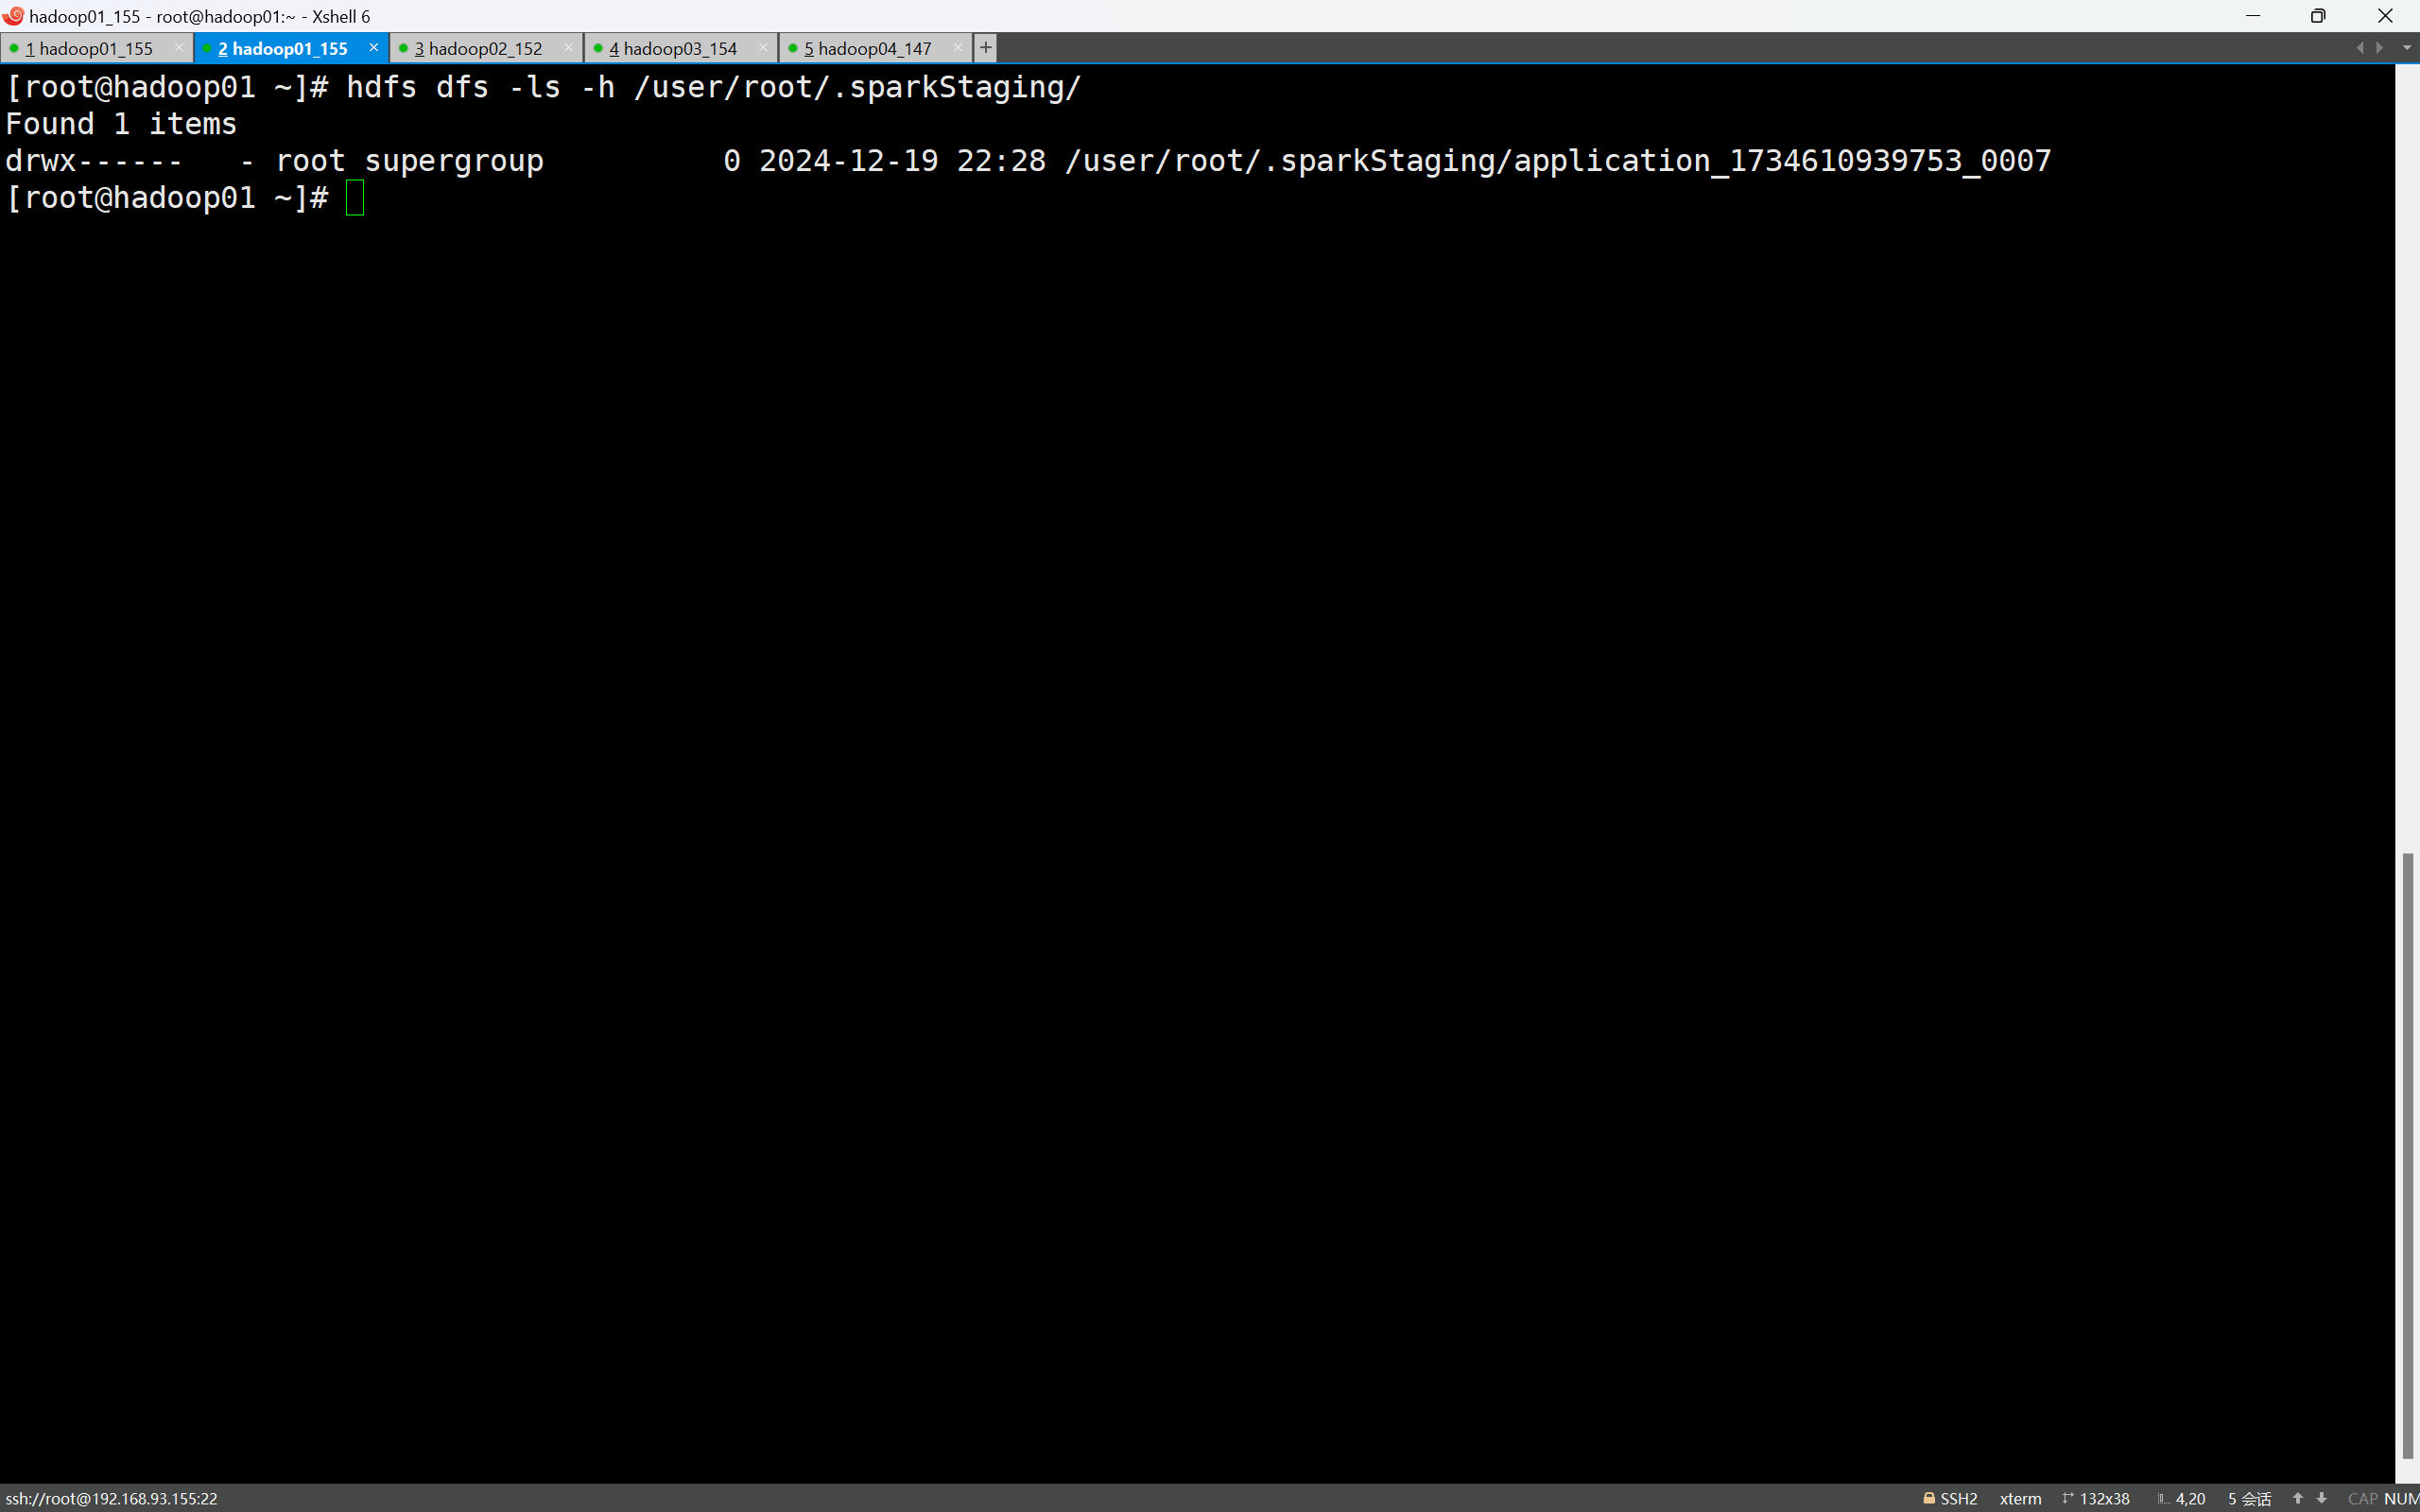 hadoop01_155 - root@hadoop01:~ - Xshell 6
1 hadoop01_155
2 hadoop01_155
3 hadoop02_152
4 hadoop03_154
5 hadoop04_147
[root@hadoop01 ~]# hdfs dfs -ls -h /user/root/.sparkStaging/
Found 1 items
drwx------   - root supergroup          0 2024-12-19 22:28 /user/root/.sparkStaging/application_1734610939753_0007
[root@hadoop01 ~]#
ssh://root@192.168.93.155:22
SSH2
xterm
132x38
4,20
5 会话
CAP
NUM